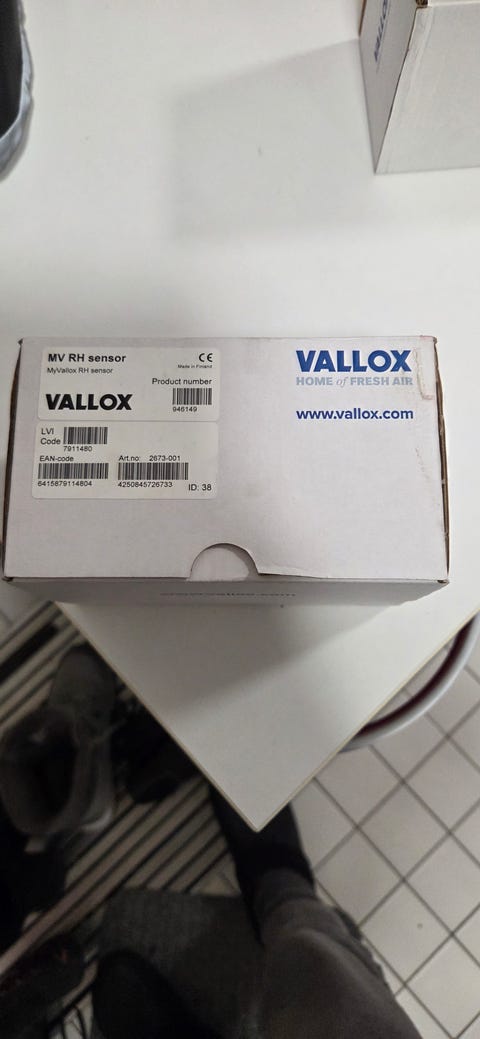 MV RH sensor
CE
MyVallox RH sensor
Made in Finland
Product number
VALLOX
946149
LVI
Code
7911480
EAN-code
Art.no: 2673-001
6415879114804
4250845726733
ID: 38
VALLOX
HOME of FRESH AIR
www.vallox.com